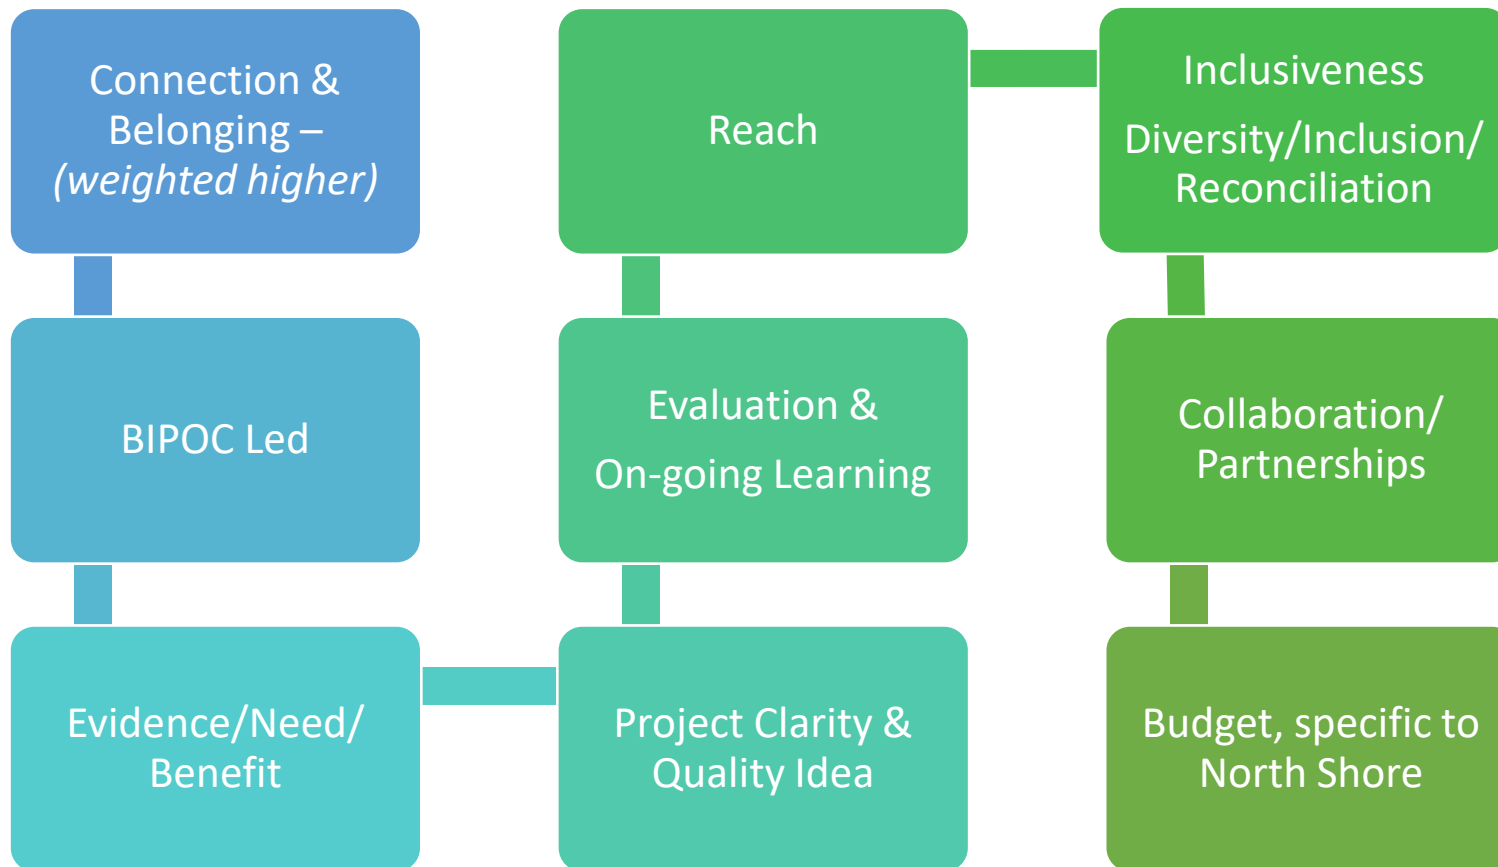 Connection &
Belonging –
(weighted higher)
BIPOC Led
Evidence/Need/
Benefit
Project Clarity &
Quality Idea
Evaluation &
On-going Learning
Reach
Inclusiveness
Diversity/Inclusion/
Reconciliation
Collaboration/
Partnerships
Budget, specific to
North Shore